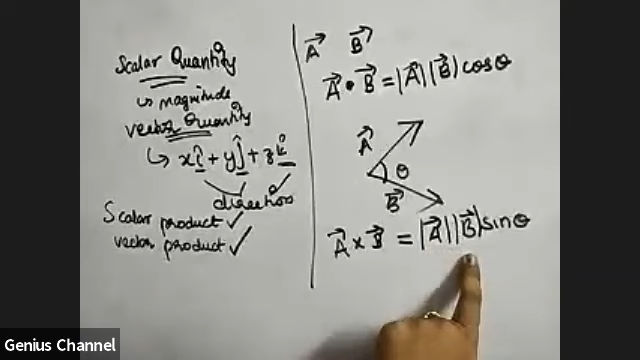 Scalar Quantity
↳ magnitude
vector Quantity
↳ xî + yĵ + zk̂
direction
Scalar product ✓
vector product ✓
A⃗ B⃗
A⃗ • B⃗ = |A⃗| |B⃗| cosθ
A⃗
θ
B⃗
A⃗ × B⃗ = |A⃗| |B⃗| sinθ
Genius Channel